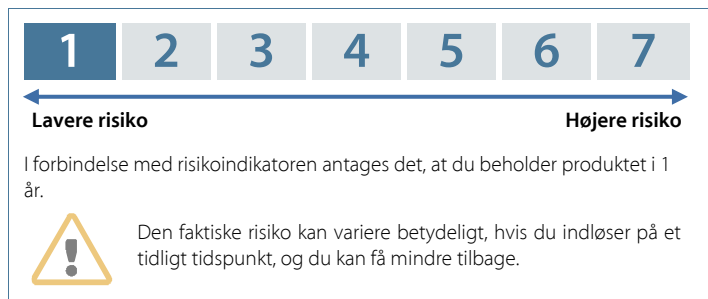 1 2 3 4 5 6 7
Lavere risiko Højere risiko
I forbindelse med risikoindikatoren antages det, at du beholder produktet i 1
år.
Den faktiske risiko kan variere betydeligt, hvis du indløser på et
tidligt tidspunkt, og du kan få mindre tilbage.